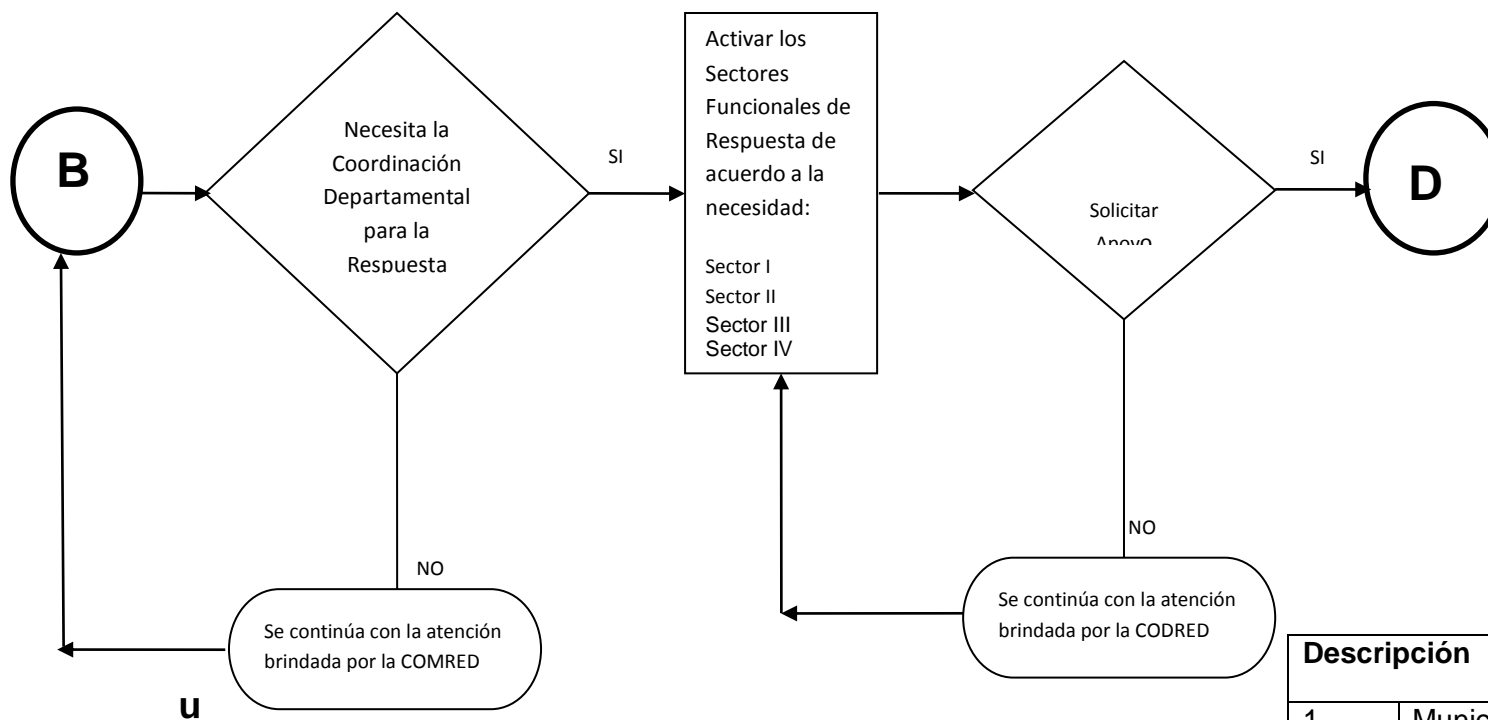 B
Necesita la
Coordinación
Departamental
para la
Respuesta
SI
NO
Se continúa con la atención
brindada por la COMRED
u
Activar los
Sectores
Funcionales de
Respuesta de
acuerdo a la
necesidad:
Sector I
Sector II
Sector III
Sector IV
Solicitar
Apoyo
SI
NO
Se continúa con la atención
brindada por la CODRED
D
Descripción
1